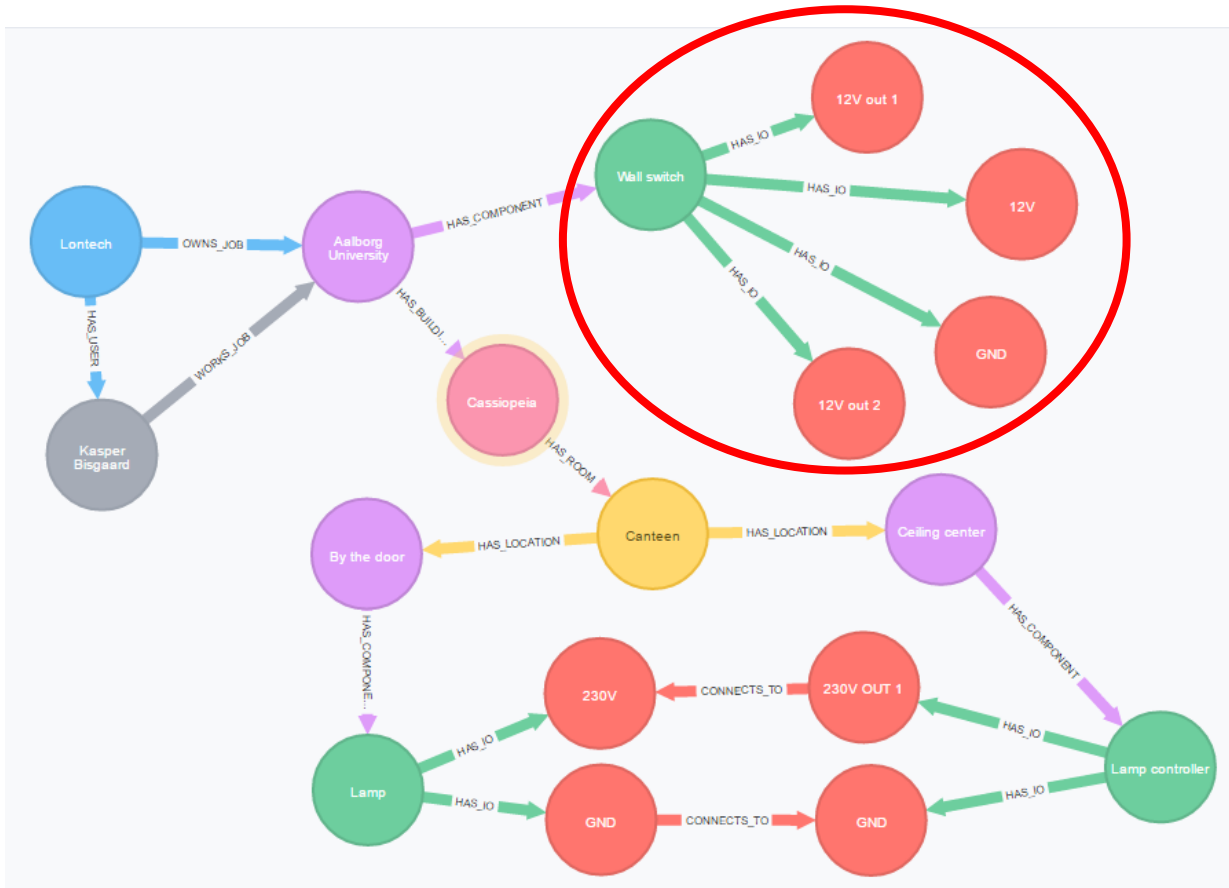 12V out 1
HAS_IO
Wall switch
HAS_IO
12V
HAS_COMPONENT
Lontech
OWNS_JOB
Aalborg
University
HAS_IO
HAS_IO
HAS_USER
HAS_BUILDI...
WORKS_JOB
GND
Cassiopeia
12V out 2
Kasper
Bisgaard
HAS_ROOM
By the door
HAS_LOCATION
Canteen
HAS_LOCATION
Ceiling center
HAS_COMPONE...
HAS_COMPONENT
230V
CONNECTS_TO
230V OUT 1
HAS_IO
HAS_IO
Lamp
Lamp controller
HAS_IO
HAS_IO
GND
CONNECTS_TO
GND